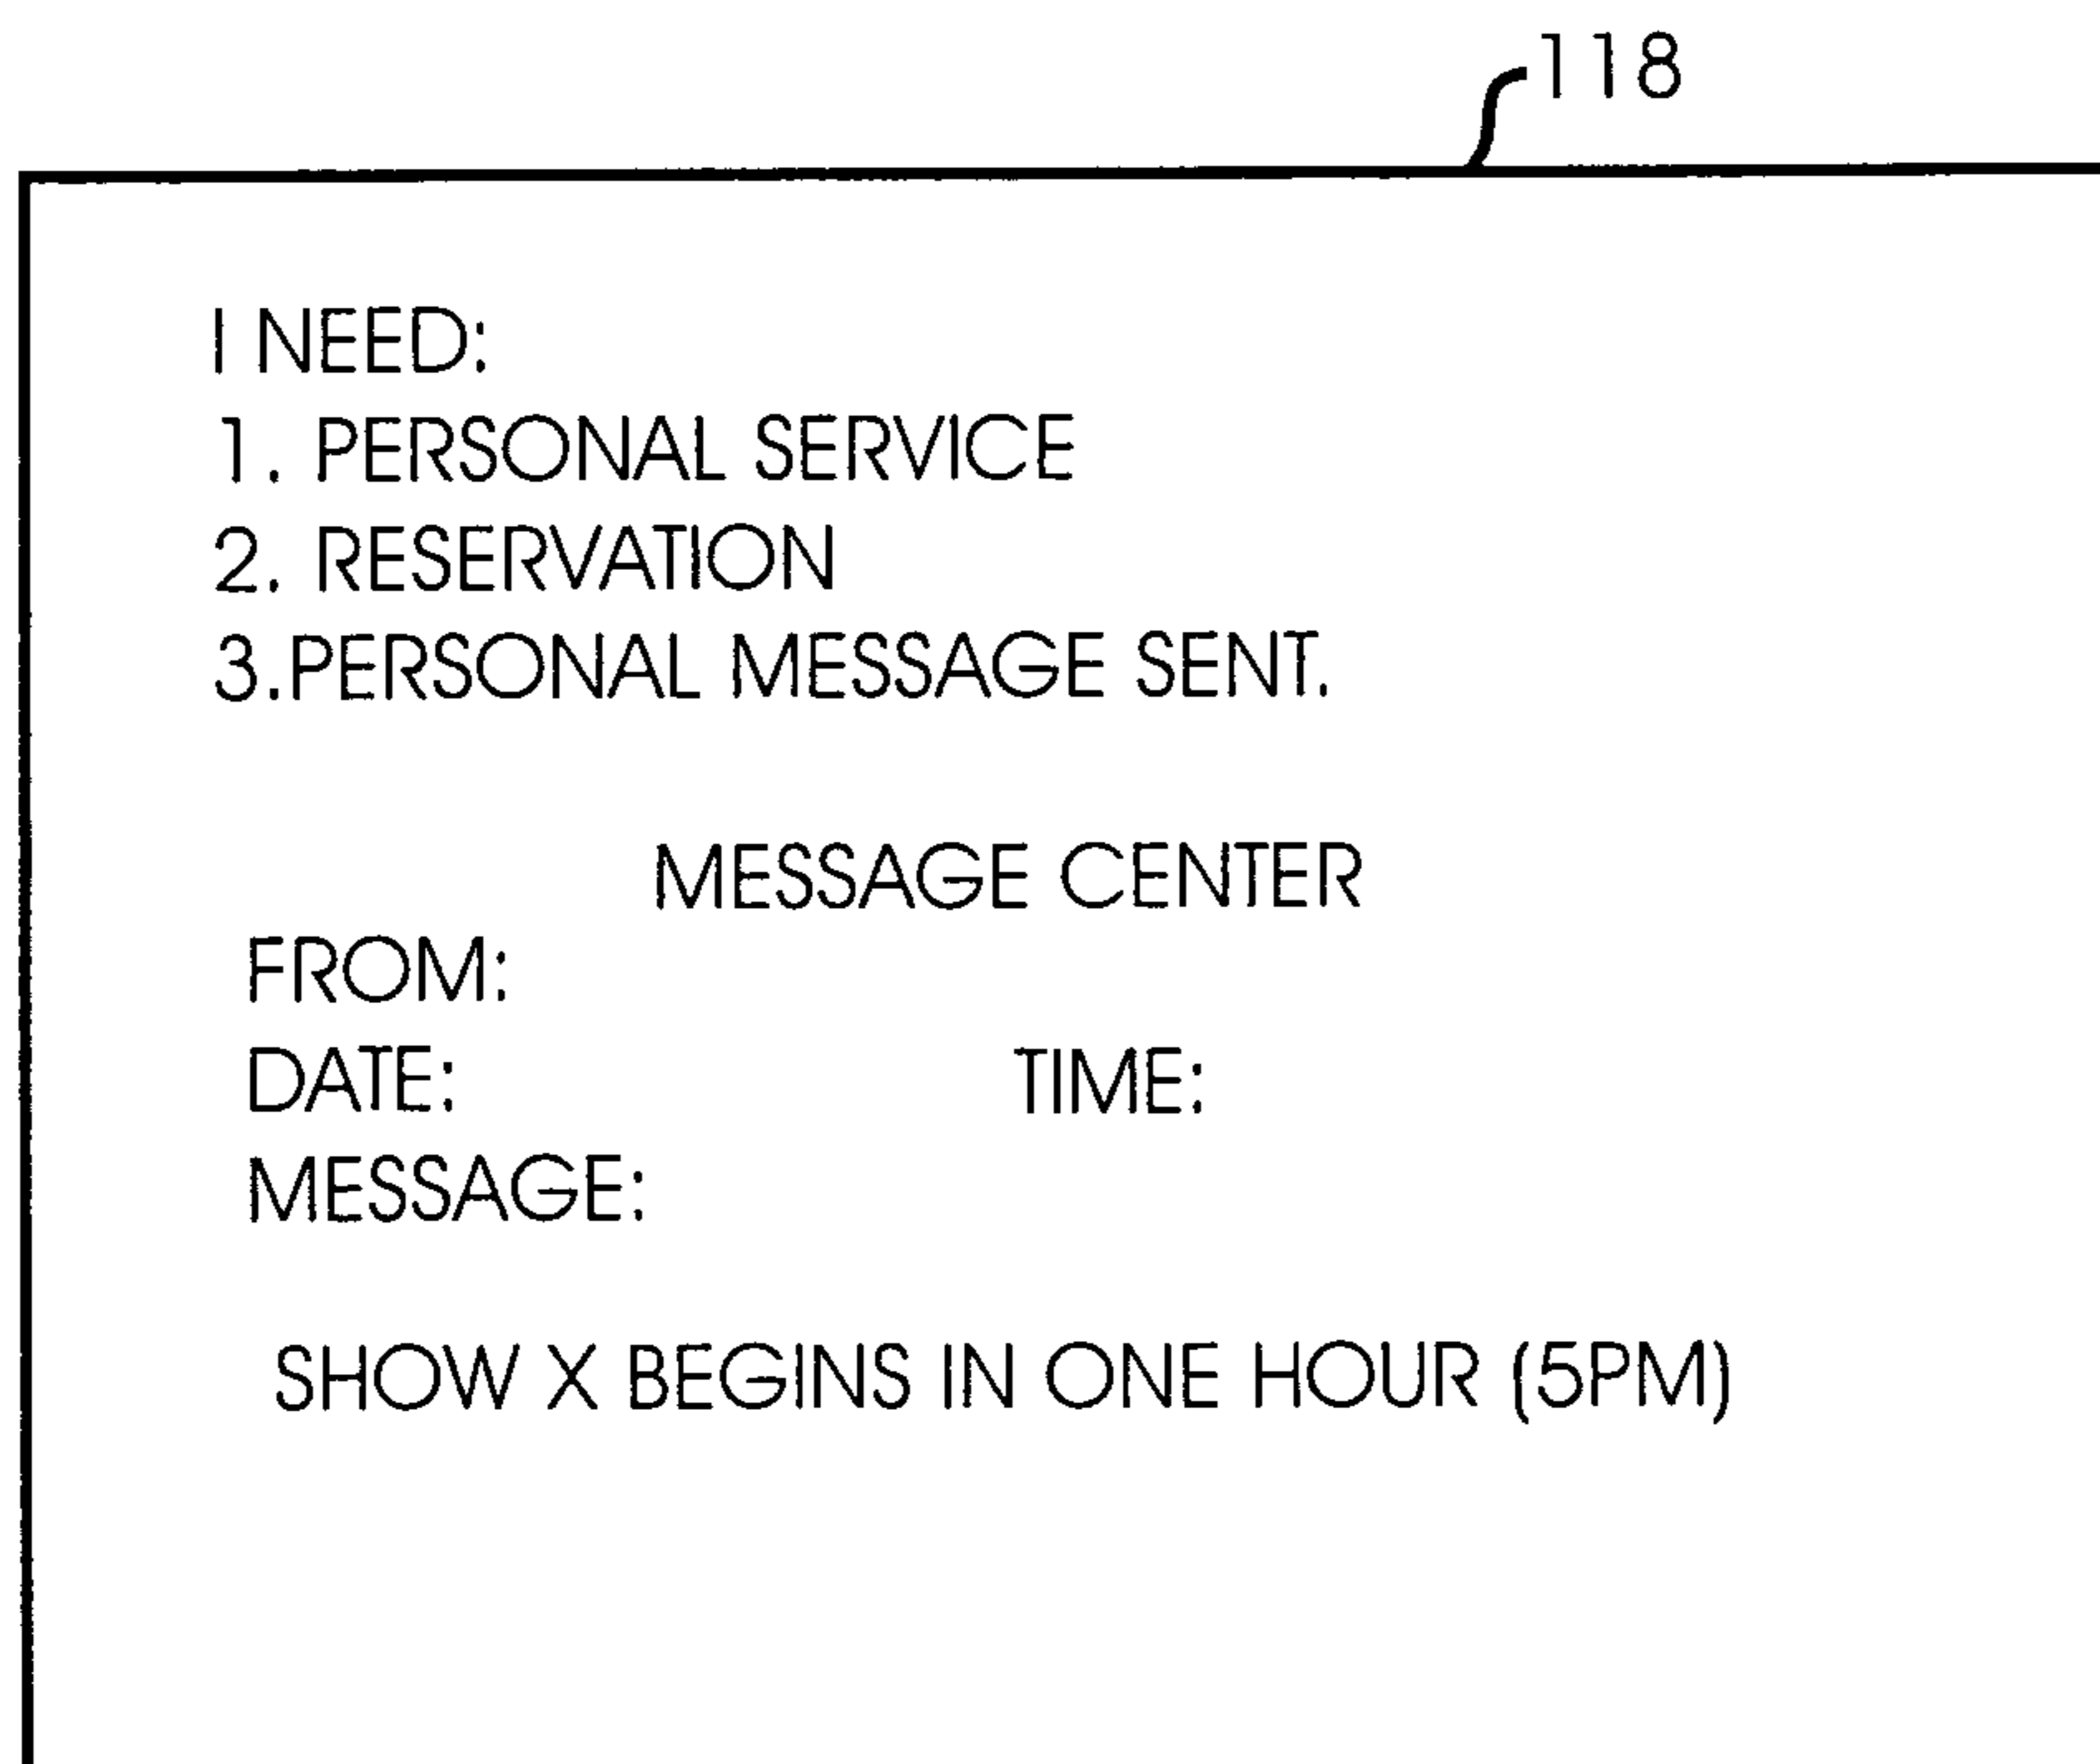 118
I NEED:
1. PERSONAL SERVICE
2. RESERVATION
3.PERSONAL MESSAGE SENT.
MESSAGE CENTER
FROM:
DATE: TIME:
MESSAGE:
SHOW X BEGINS IN ONE HOUR (5PM)